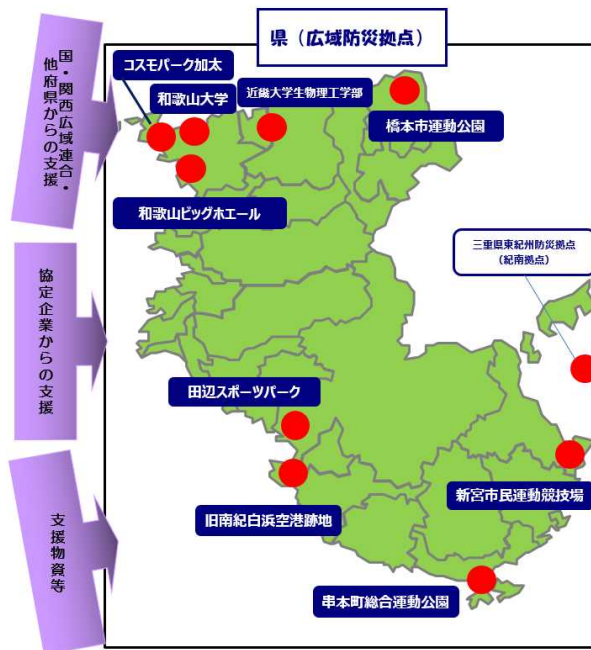 県（広域防災拠点）
国・関西広域連合・
他府県からの支援
コスモパーク加太
和歌山大学
近畿大学生物理工学部
橋本市運動公園
和歌山ビッグホエール
三重県東紀州防災拠点
（紀南拠点）
協定企業からの支援
田辺スポーツパーク
新宮市民運動競技場
旧南紀白浜空港跡地
支援物資等
串本町総合運動公園